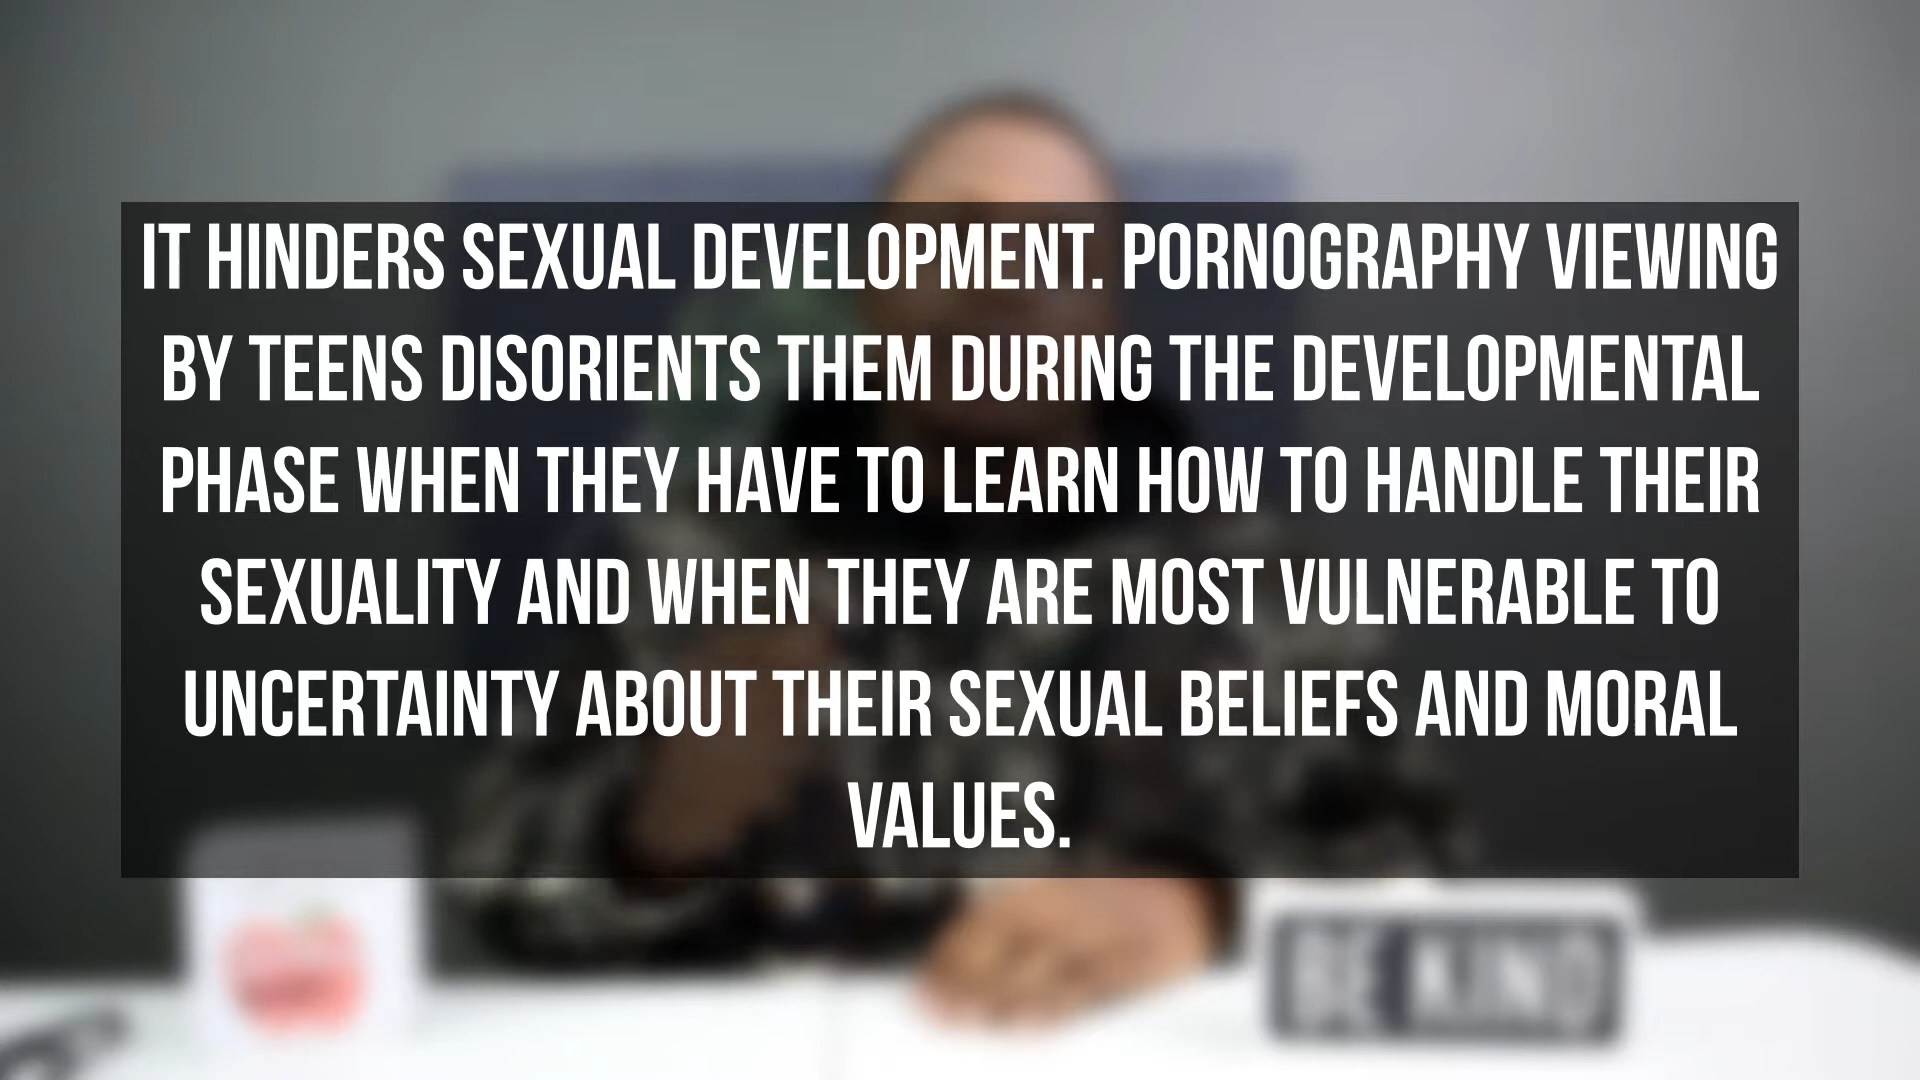 IT HINDERS SEXUAL DEVELOPMENT. PORNOGRAPHY VIEWING
BY TEENS DISORIENTS THEM DURING THE DEVELOPMENTAL
PHASE WHEN THEY HAVE TO LEARN HOW TO HANDLE THEIR
SEXUALITY AND WHEN THEY ARE MOST VULNERABLE TO
UNCERTAINTY ABOUT THEIR SEXUAL BELIEFS AND MORAL
VALUES.
BE KIND